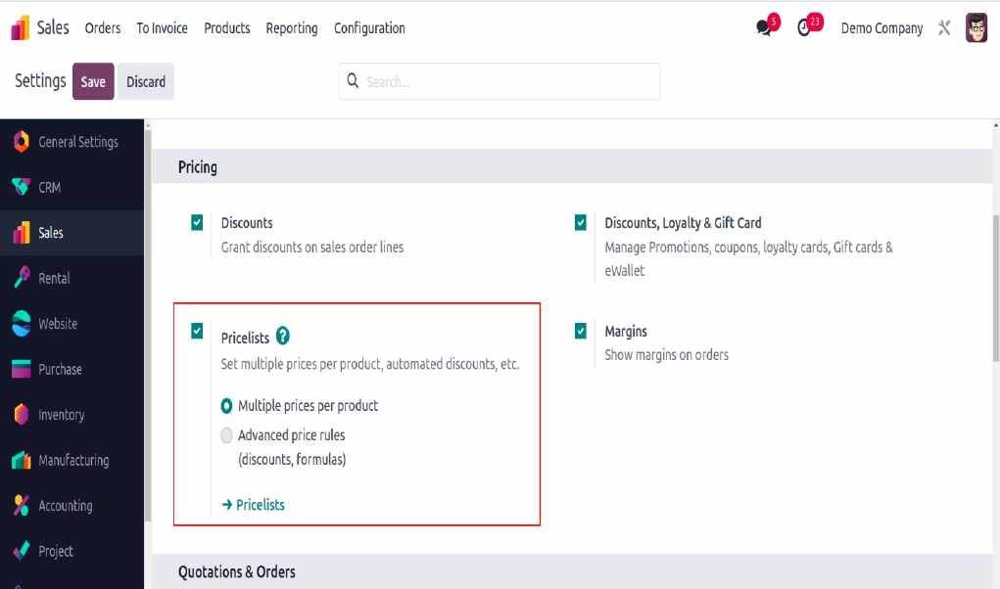 Sales Orders To Invoice Products Reporting Configuration 5 23 Demo Company
Settings Save Discard Search...
General Settings
CRM
Sales
Rental
Website
Purchase
Inventory
Manufacturing
Accounting
Project
Pricing
Discounts
Grant discounts on sales order lines
Discounts, Loyalty & Gift Card
Manage Promotions, coupons, loyalty cards, Gift cards &
eWallet
Pricelists ?
Set multiple prices per product, automated discounts, etc.
Multiple prices per product
Advanced price rules
(discounts, formulas)
→ Pricelists
Margins
Show margins on orders
Quotations & Orders